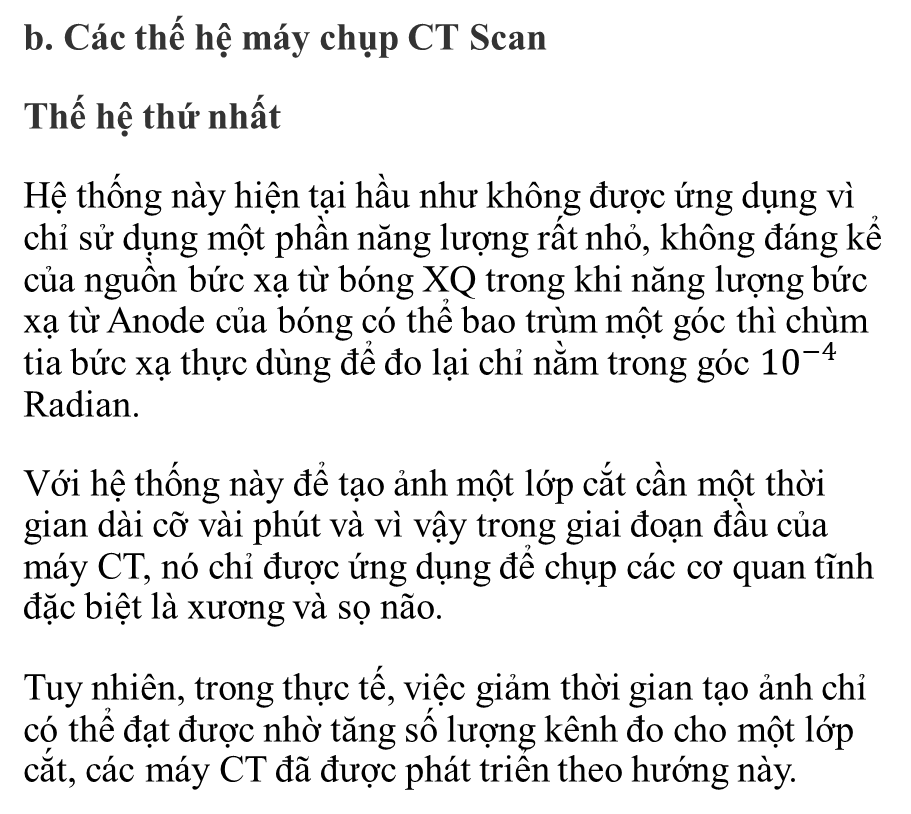 b. Các thế hệ máy chụp CT Scan
Thế hệ thứ nhất
Hệ thống này hiện tại hầu như không được ứng dụng vì
chỉ sử dụng một phần năng lượng rất nhỏ, không đáng kể
của nguồn bức xạ từ bóng XQ trong khi năng lượng bức
xạ từ Anode của bóng có thể bao trùm một góc thì chùm
tia bức xạ thực dùng để đo lại chỉ nằm trong góc 10⁻⁴
Radian.
Với hệ thống này để tạo ảnh một lớp cắt cần một thời
gian dài cỡ vài phút và vì vậy trong giai đoạn đầu của
máy CT, nó chỉ được ứng dụng để chụp các cơ quan tĩnh
đặc biệt là xương và sọ não.
Tuy nhiên, trong thực tế, việc giảm thời gian tạo ảnh chỉ
có thể đạt được nhờ tăng số lượng kênh đo cho một lớp
cắt, các máy CT đã được phát triển theo hướng này.